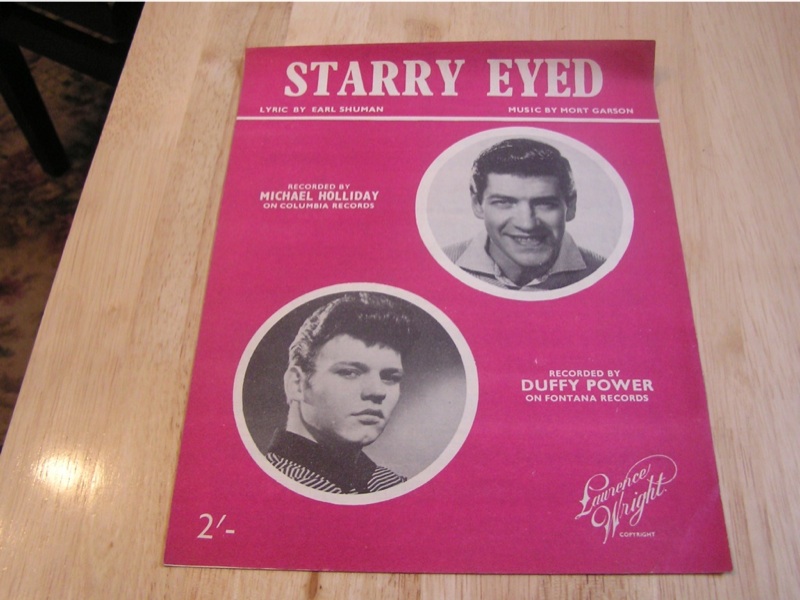 STARRY EYED
LYRIC BY EARL SHUMAN MUSIC BY MORT GARSON
RECORDED BY
MICHAEL HOLLIDAY
ON COLUMBIA RECORDS
RECORDED BY
DUFFY POWER
ON FONTANA RECORDS
Lawrence
Wright
COPYRIGHT
2/-